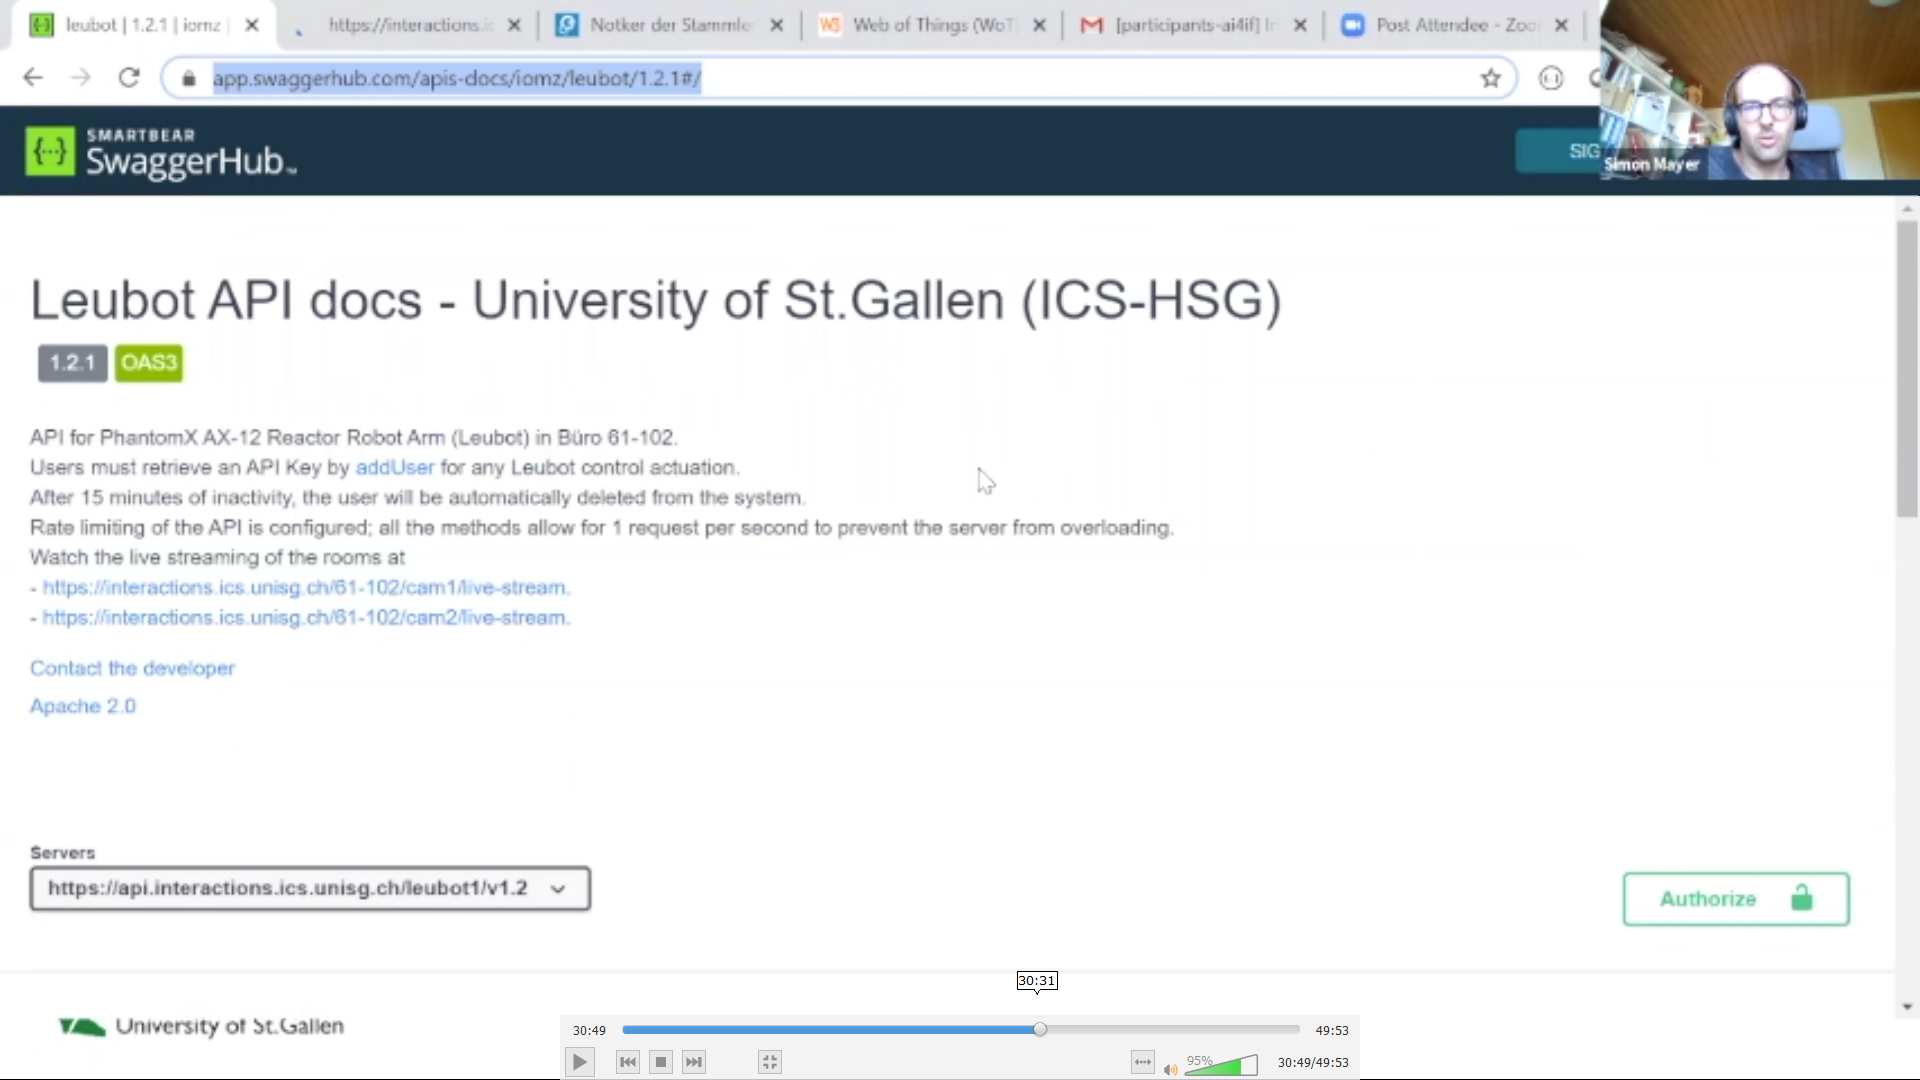 leubot | 1.2.1 | iomz |
https://interactions.ic
Notker der Stammle
W3
Web of Things (WoT
[participants-ai4if] In
Post Attendee - Zoo
app.swaggerhub.com/apis-docs/iomz/leubot/1.2.1#/
SMARTBEAR
SwaggerHub™
SIG
Simon Mayer
Leubot API docs - University of St.Gallen (ICS-HSG)
1.2.1 OAS3
API for PhantomX AX-12 Reactor Robot Arm (Leubot) in Büro 61-102.
Users must retrieve an API Key by addUser for any Leubot control actuation.
After 15 minutes of inactivity, the user will be automatically deleted from the system.
Rate limiting of the API is configured; all the methods allow for 1 request per second to prevent the server from overloading.
Watch the live streaming of the rooms at
- https://interactions.ics.unisg.ch/61-102/cam1/live-stream.
- https://interactions.ics.unisg.ch/61-102/cam2/live-stream.
Contact the developer
Apache 2.0
Servers
https://api.interactions.ics.unisg.ch/leubot1/v1.2
Authorize
30:31
University of St.Gallen
30:49
49:53
95%
30:49/49:53